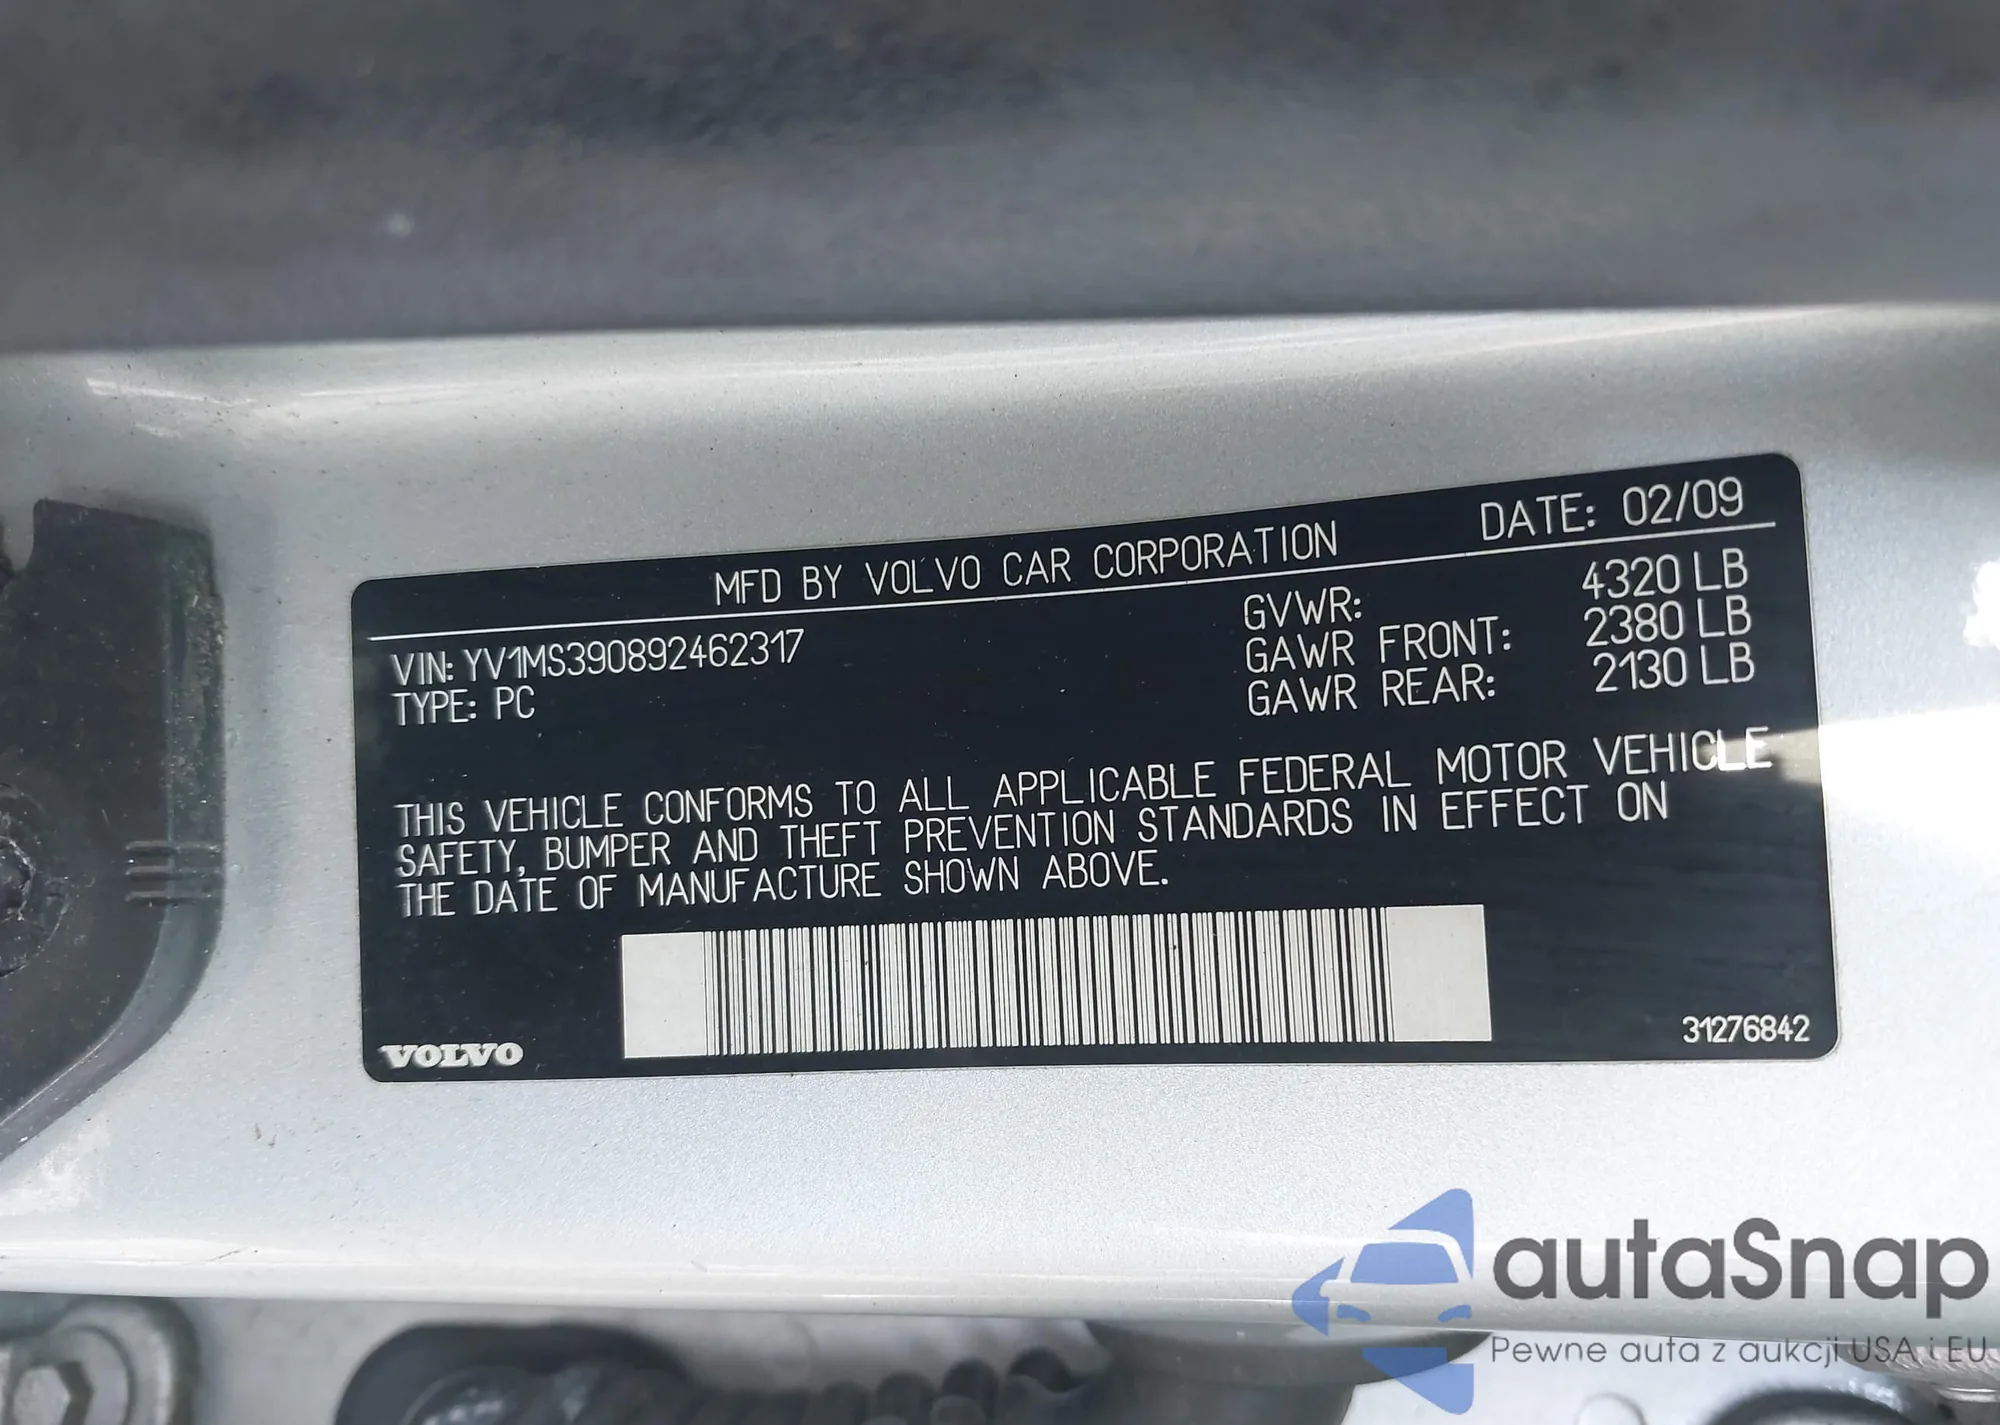 MFD BY VOLVO CAR CORPORATION DATE: 02/09
VIN: YV1MS390892462317
TYPE: PC
GVWR: 4320 LB
GAWR FRONT: 2380 LB
GAWR REAR: 2130 LB
THIS VEHICLE CONFORMS TO ALL APPLICABLE FEDERAL MOTOR VEHICLE
SAFETY, BUMPER AND THEFT PREVENTION STANDARDS IN EFFECT ON
THE DATE OF MANUFACTURE SHOWN ABOVE.
VOLVO
31276842
autaSnap
Pewne auta z aukcji USA i EU